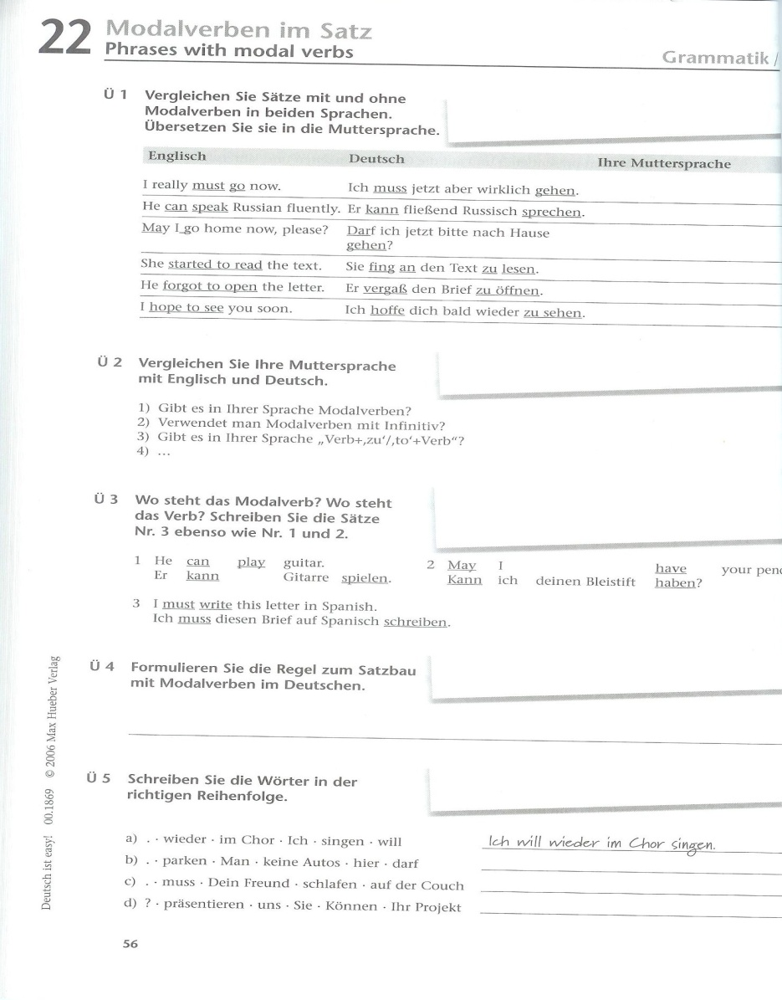 22 Modalverben im Satz
Phrases with modal verbs
Grammatik /
Ü 1 Vergleichen Sie Sätze mit und ohne
Modalverben in beiden Sprachen.
Übersetzen Sie sie in die Muttersprache.
Englisch Deutsch Ihre Muttersprache
I really must go now. Ich muss jetzt aber wirklich gehen.
He can speak Russian fluently. Er kann fließend Russisch sprechen.
May I go home now, please? Darf ich jetzt bitte nach Hause
gehen?
She started to read the text. Sie fing an den Text zu lesen.
He forgot to open the letter. Er vergaß den Brief zu öffnen.
I hope to see you soon. Ich hoffe dich bald wieder zu sehen.
Ü 2 Vergleichen Sie Ihre Muttersprache
mit Englisch und Deutsch.
1) Gibt es in Ihrer Sprache Modalverben?
2) Verwendet man Modalverben mit Infinitiv?
3) Gibt es in Ihrer Sprache „Verb+‚zu‘/‚to‘+Verb“?
4) ...
Ü 3 Wo steht das Modalverb? Wo steht
das Verb? Schreiben Sie die Sätze
Nr. 3 ebenso wie Nr. 1 und 2.
1 He can play guitar. 2 May I have your penc
Er kann Gitarre spielen. Kann ich deinen Bleistift haben?
3 I must write this letter in Spanish.
Ich muss diesen Brief auf Spanisch schreiben.
Ü 4 Formulieren Sie die Regel zum Satzbau
mit Modalverben im Deutschen.
Ü 5 Schreiben Sie die Wörter in der
richtigen Reihenfolge.
a) . · wieder · im Chor · Ich · singen · will Ich will wieder im Chor singen.
b) . · parken · Man · keine Autos · hier · darf
c) . · muss · Dein Freund · schlafen · auf der Couch
d) ? · präsentieren · uns · Sie · Können · Ihr Projekt
56
Deutsch ist easy! 00.1869 © 2006 Max Hueber Verlag